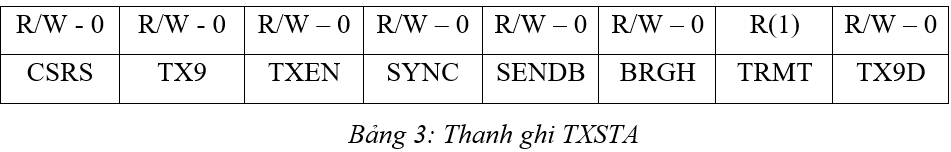 R/W - 0 R/W - 0 R/W – 0 R/W – 0 R/W – 0 R/W – 0 R(1) R/W – 0
CSRS TX9 TXEN SYNC SENDB BRGH TRMT TX9D
Bảng 3: Thanh ghi TXSTA